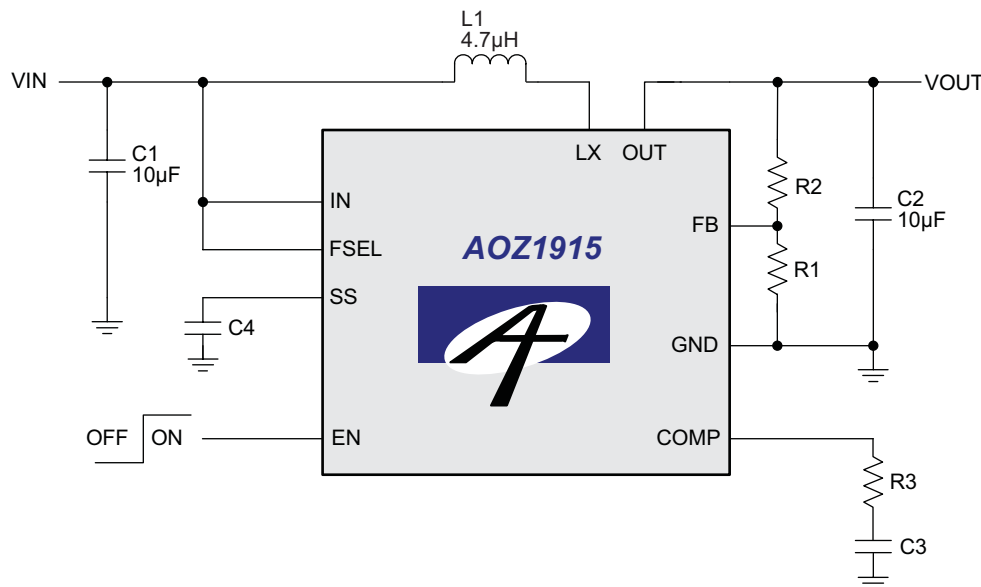 L1
4.7µH
VIN
VOUT
LX OUT
C1
10µF
R2
IN
C2
10µF
FB
FSEL
AOZ1915
R1
SS
C4
GND
OFF ON
EN
COMP
R3
C3